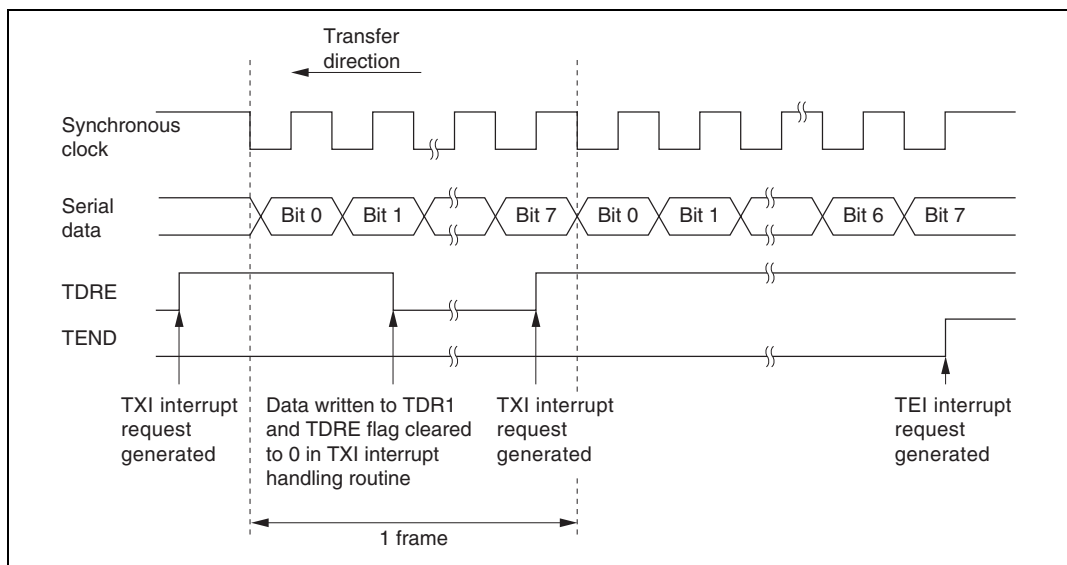 Transfer
direction
Synchronous
clock
Serial
data
Bit 0
Bit 1
Bit 7
Bit 0
Bit 1
Bit 6
Bit 7
TDRE
TEND
TXI interrupt
request
generated
Data written to TDR1
and TDRE flag cleared
to 0 in TXI interrupt
handling routine
TXI interrupt
request
generated
TEI interrupt
request
generated
1 frame